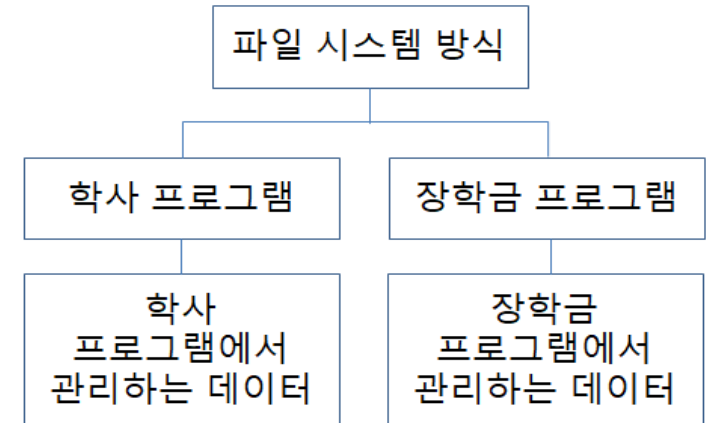 파일 시스템 방식
학사 프로그램
장학금 프로그램
학사
프로그램에서
관리하는 데이터
장학금
프로그램에서
관리하는 데이터